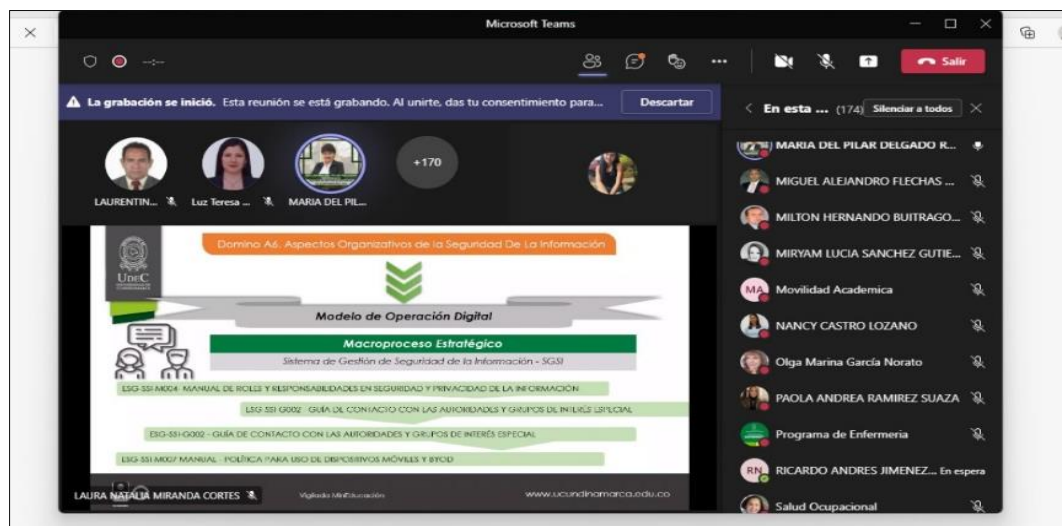 Microsoft Teams
--:--
Salir
La grabación se inició. Esta reunión se está grabando. Al unirte, das tu consentimiento para...
Descartar
En esta ... (174)
Silenciar a todos
+170
LAURENTIN...
Luz Teresa ...
MARIA DEL PIL...
MARIA DEL PILAR DELGADO R...
MIGUEL ALEJANDRO FLECHAS ...
MILTON HERNANDO BUITRAGO...
MIRYAM LUCIA SANCHEZ GUTIE...
MA
Movilidad Academica
NANCY CASTRO LOZANO
Olga Marina García Norato
PAOLA ANDREA RAMIREZ SUAZA
Programa de Enfermeria
RN
RICARDO ANDRES JIMENEZ... En espera
Salud Ocupacional
UDEC
UNIVERSIDAD DE
CUNDINAMARCA
Domino A6. Aspectos Organizativos de la Seguridad De La Información
Modelo de Operación Digital
Macroproceso Estratégico
Sistema de Gestión de Seguridad de la Información - SGSI
ESG-SSI-M004- MANUAL DE ROLES Y RESPONSABILIDADES EN SEGURIDAD Y PRIVACIDAD DE LA INFORMACIÓN
ESG-SSI-G002 - GUÍA DE CONTACTO CON LAS AUTORIDADES Y GRUPOS DE INTERÉS ESPECIAL
ESG-SSI-G002 - GUÍA DE CONTACTO CON LAS AUTORIDADES Y GRUPOS DE INTERÉS ESPECIAL
ESG-SSI-M007 MANUAL - POLÍTICA PARA USO DE DISPOSITIVOS MÓVILES Y BYOD
LAURA NATALIA MIRANDA CORTES
Vigilada MinEducación
www.ucundinamarca.edu.co